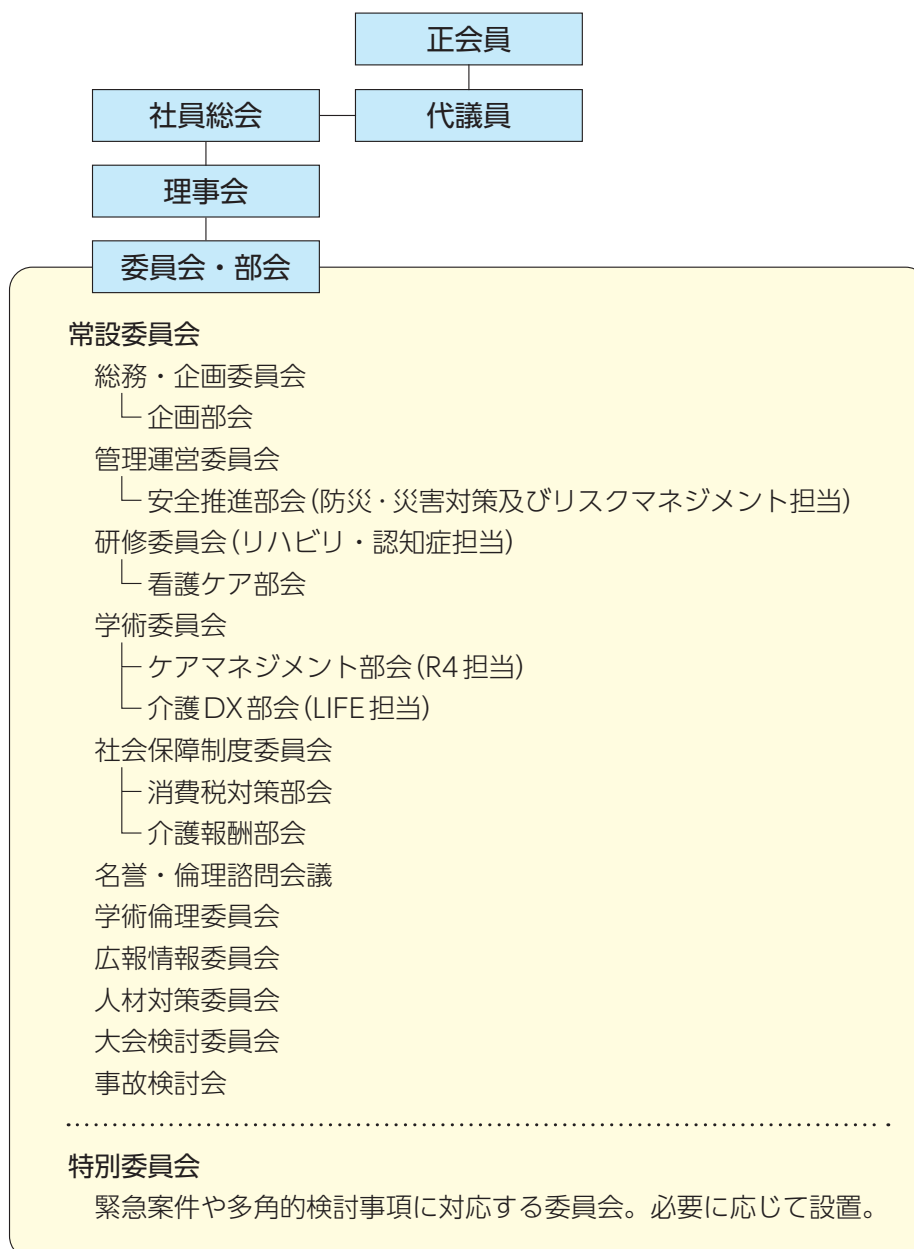 正会員
社員総会
代議員
理事会
委員会・部会
常設委員会
総務・企画委員会
企画部会
管理運営委員会
安全推進部会(防災・災害対策及びリスクマネジメント担当)
研修委員会(リハビリ・認知症担当)
看護ケア部会
学術委員会
ケアマネジメント部会(R4担当)
介護DX部会(LIFE担当)
社会保障制度委員会
消費税対策部会
介護報酬部会
名誉・倫理諮問会議
学術倫理委員会
広報情報委員会
人材対策委員会
大会検討委員会
事故検討会
特別委員会
緊急案件や多角的検討事項に対応する委員会。必要に応じて設置。